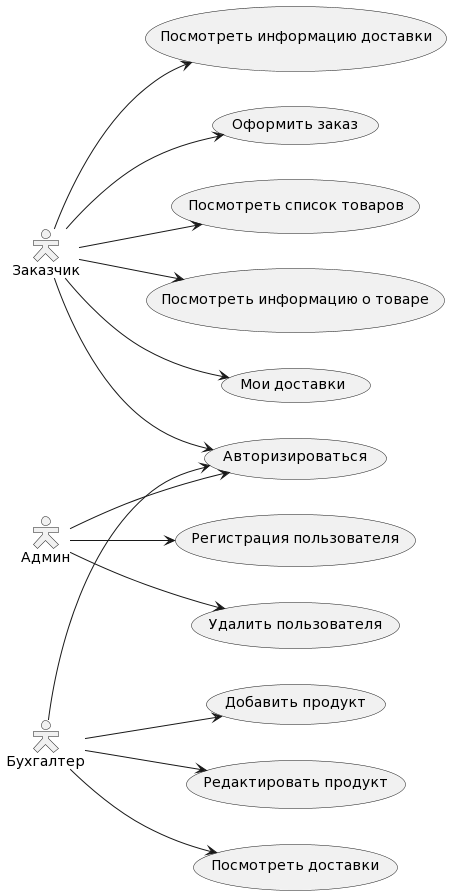 Посмотреть информацию доставки
Оформить заказ
Посмотреть список товаров
Заказчик
Посмотреть информацию о товаре
Мои доставки
Авторизироваться
Регистрация пользователя
Админ
Удалить пользователя
Добавить продукт
Бухгалтер
Редактировать продукт
Посмотреть доставки